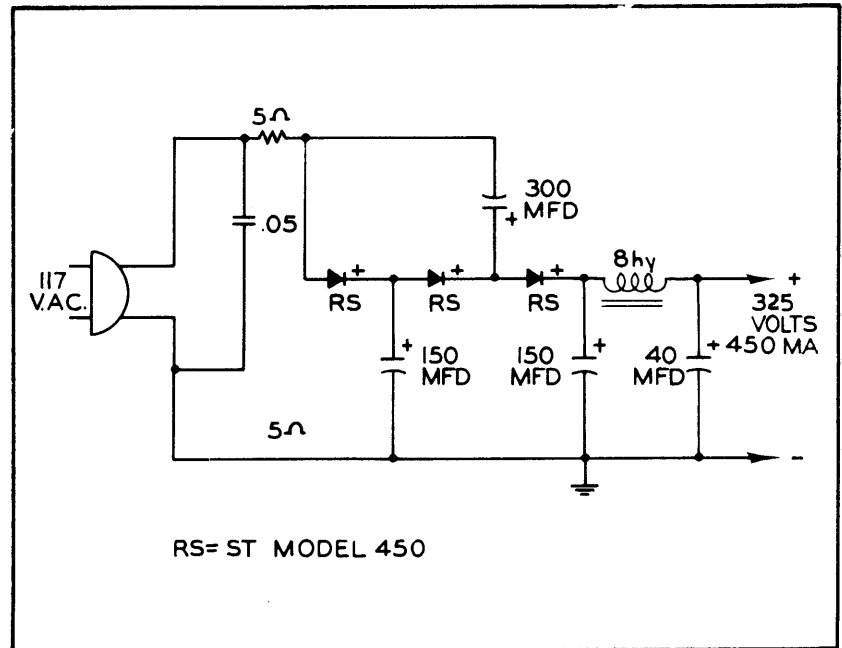 5Ω
300
MFD
.05
8hy
117
V.A.C.
+
+
+
+
RS
RS
RS
+
325
VOLTS
450 MA
+
150
MFD
+
150
MFD
+
40
MFD
5Ω
-
RS= ST MODEL 450